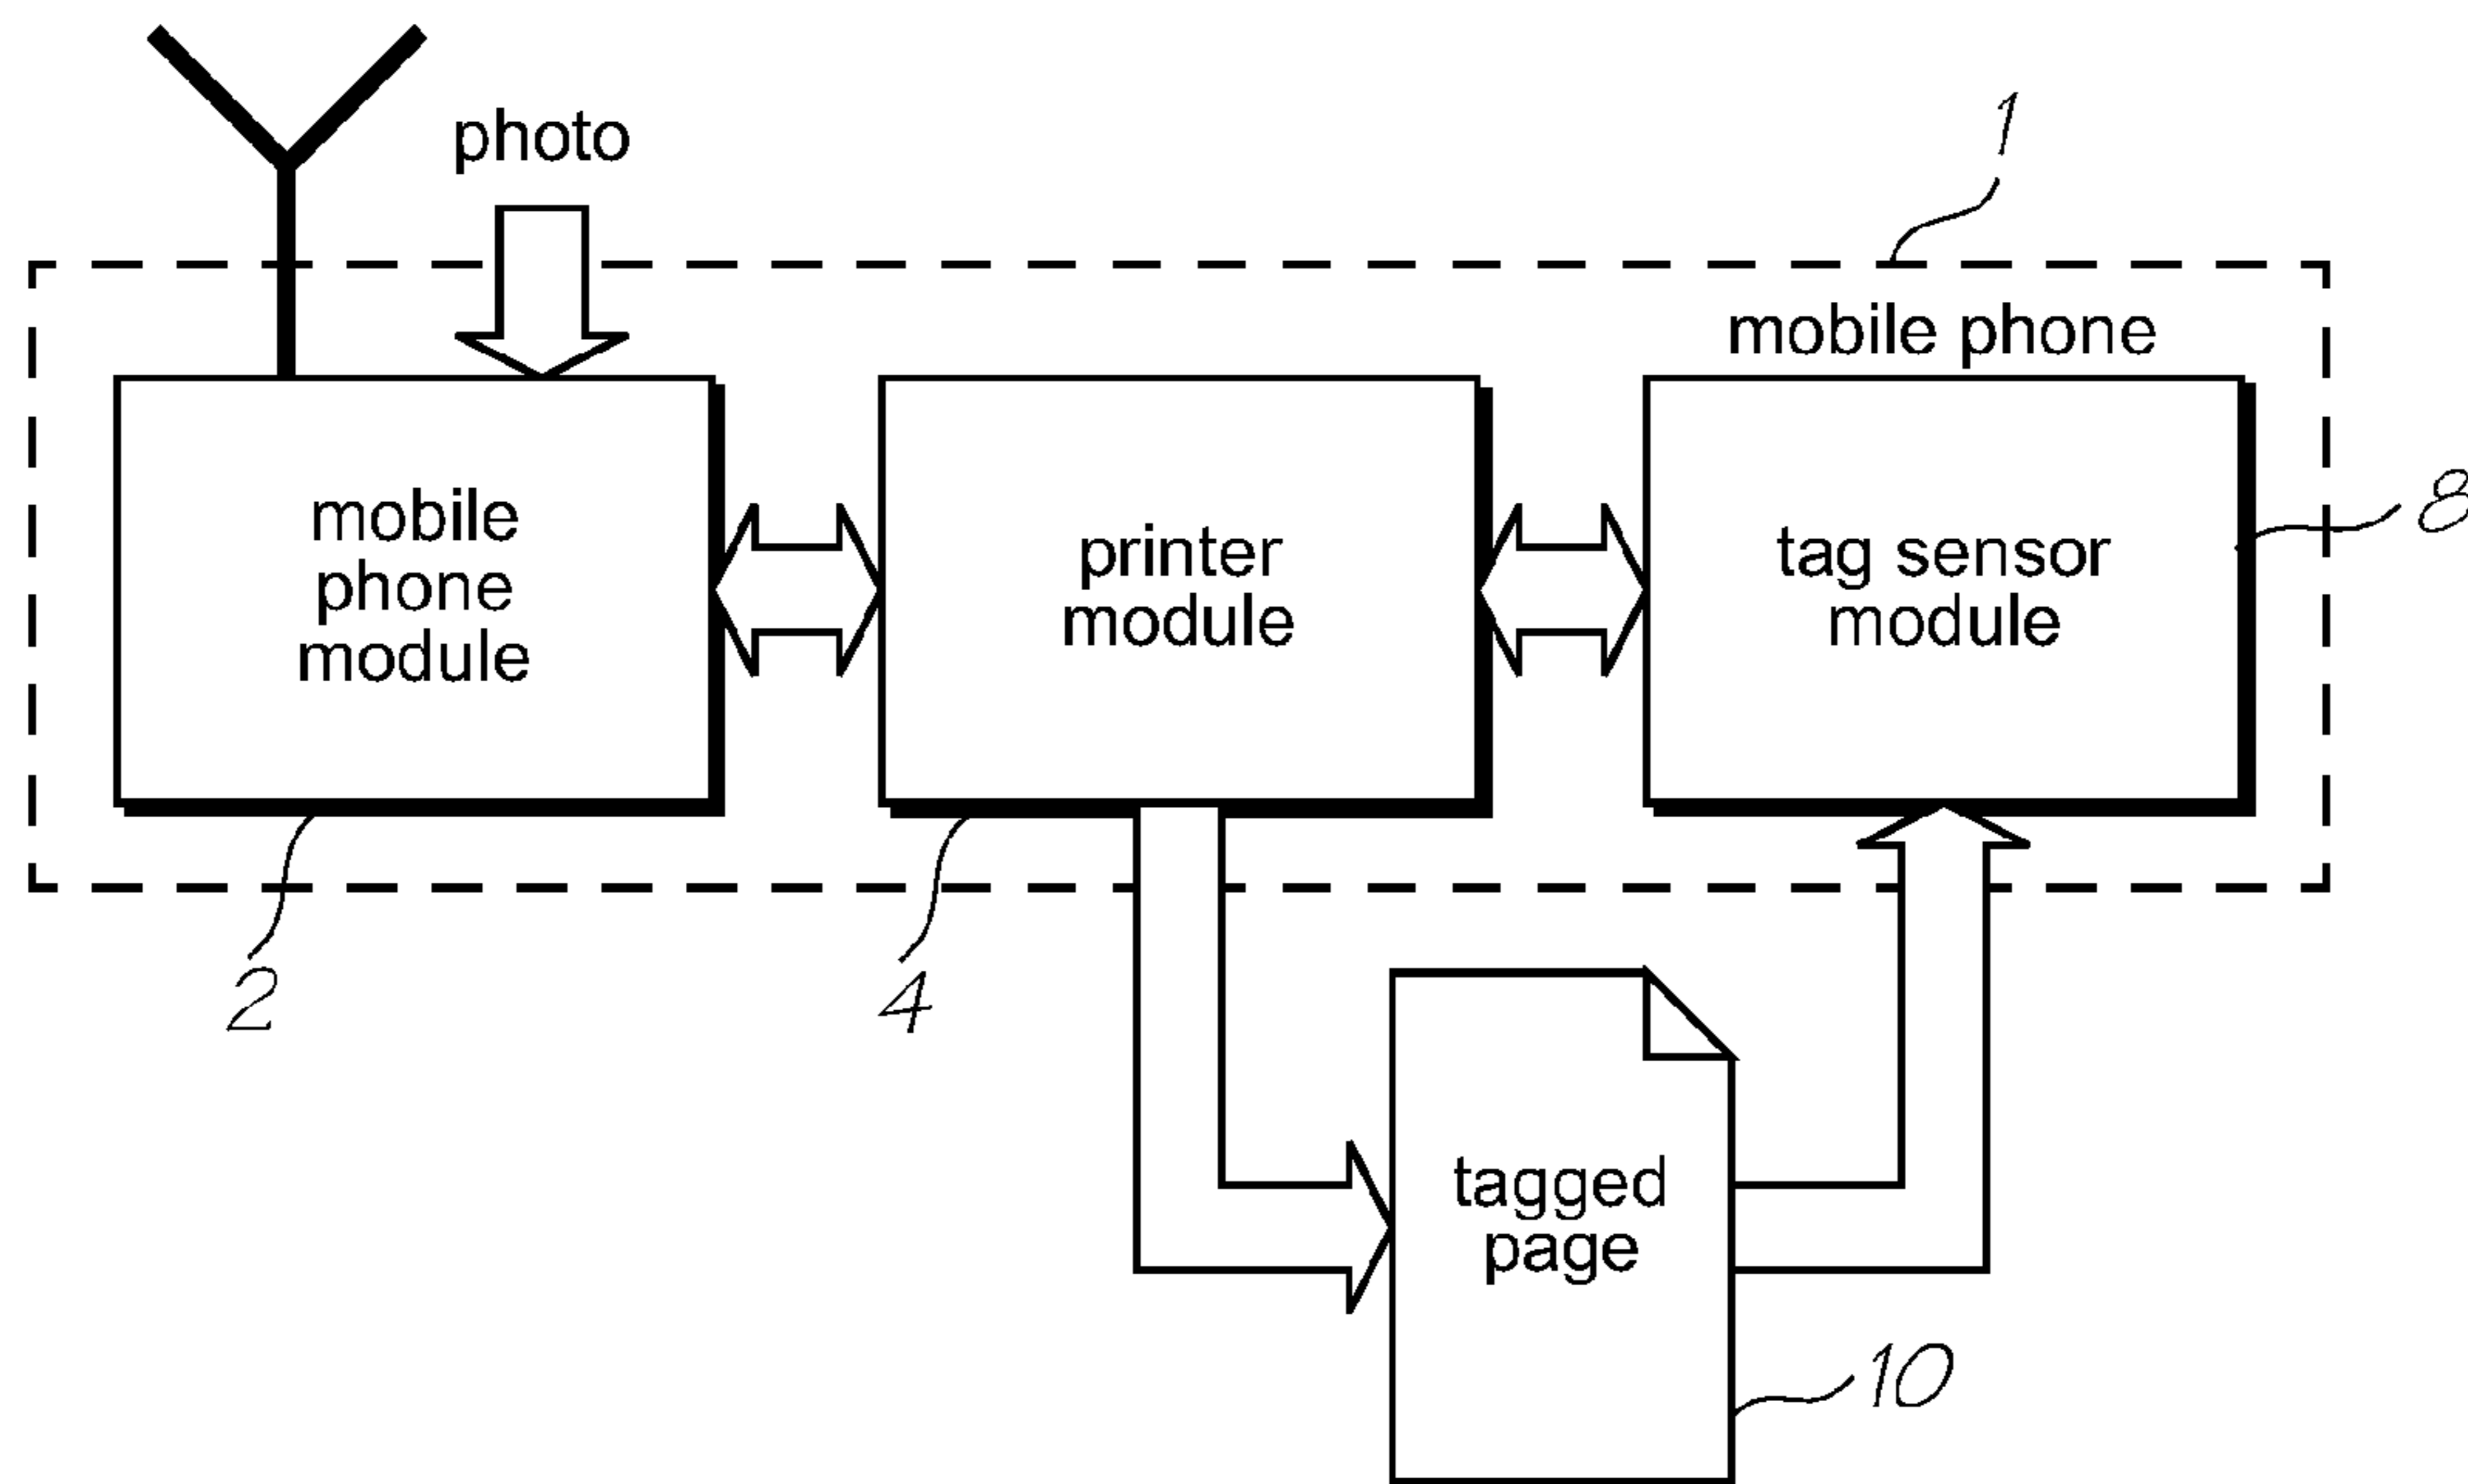 photo
1
mobile phone
mobile
phone
module
printer
module
tag sensor
module
8
2
4
tagged
page
10